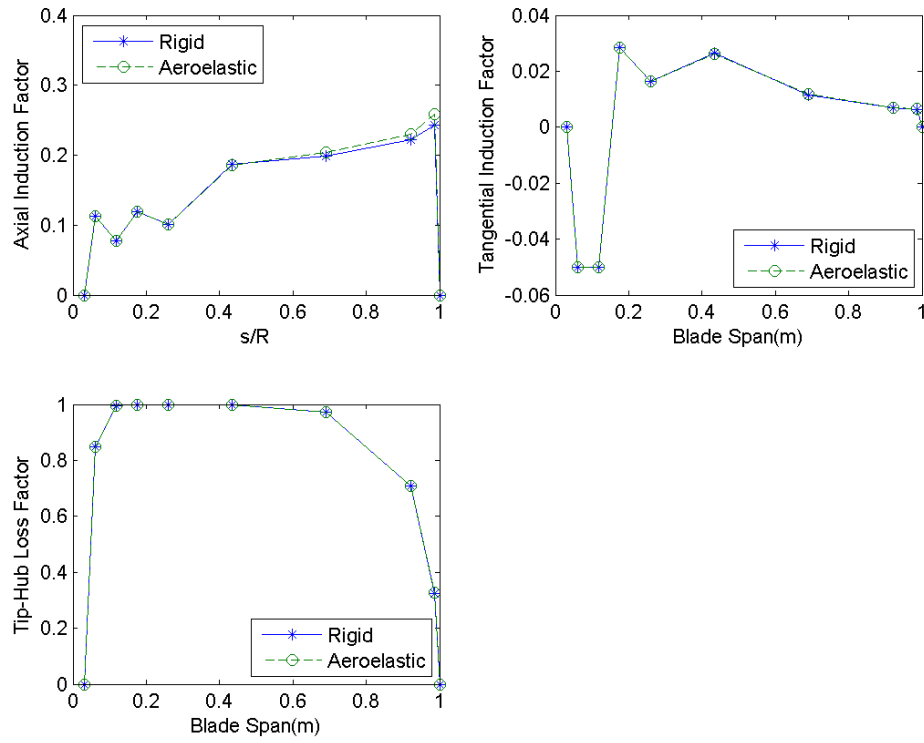 0.4
0.3
0.2
0.1
0
Axial Induction Factor
Rigid
Aeroelastic
0 0.2 0.4 0.6 0.8 1
s/R
0.04
0.02
0
-0.02
-0.04
-0.06
Tangential Induction Factor
Rigid
Aeroelastic
0 0.2 0.4 0.6 0.8 1
Blade Span(m)
1
0.8
0.6
0.4
0.2
0
Tip-Hub Loss Factor
Rigid
Aeroelastic
0 0.2 0.4 0.6 0.8 1
Blade Span(m)